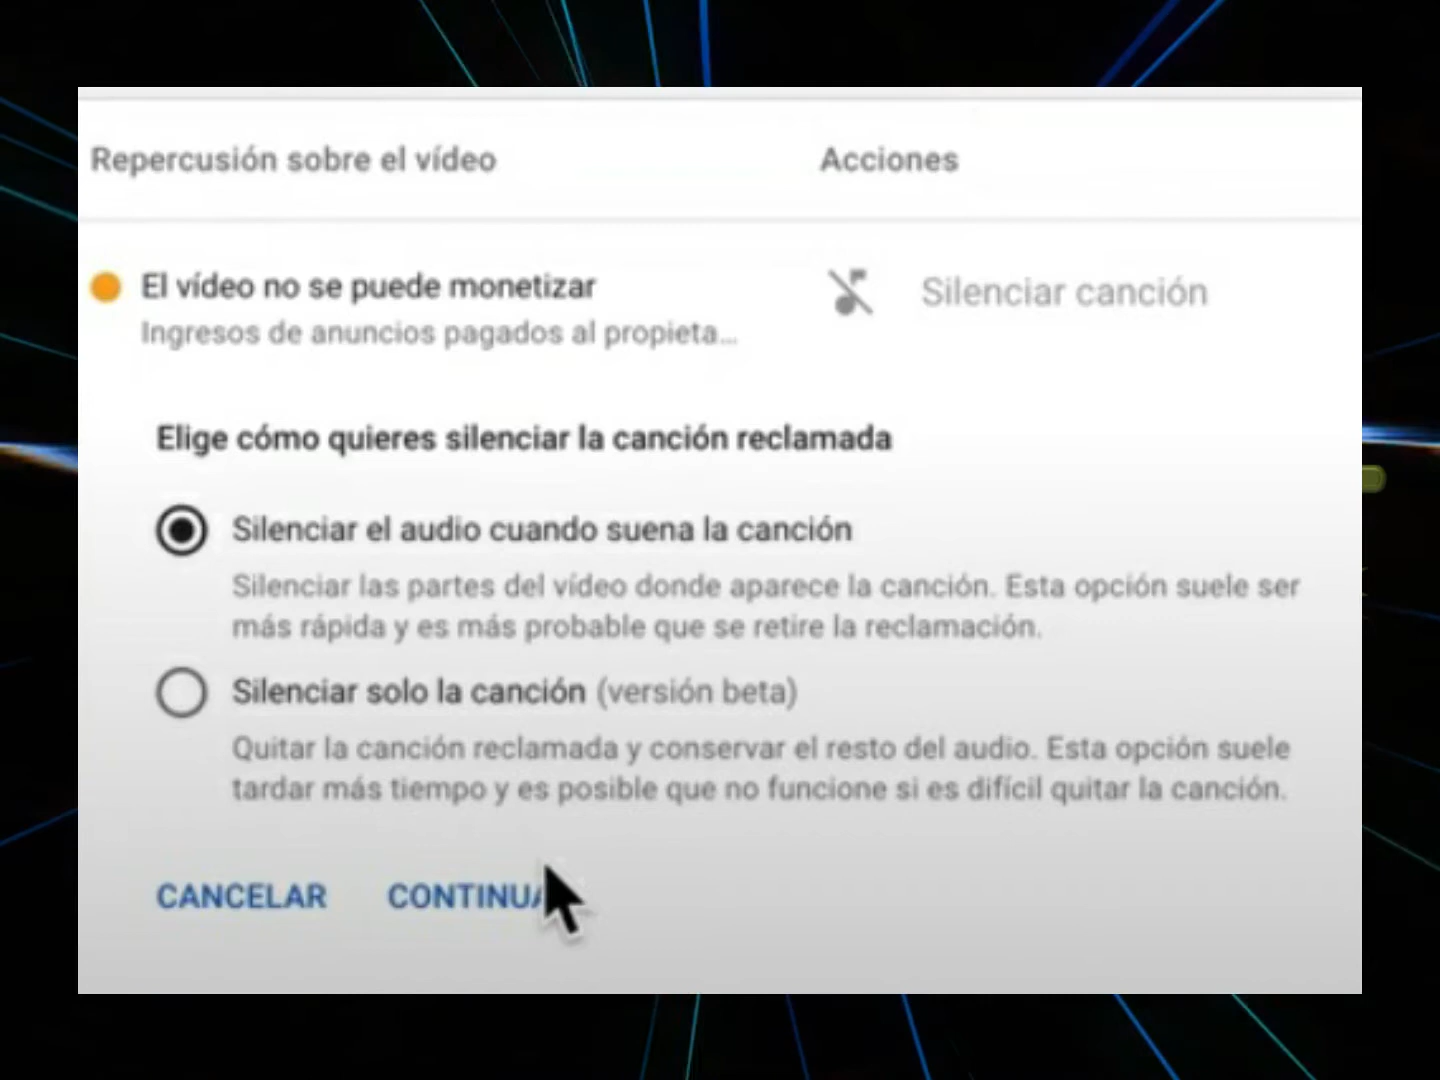 Repercusión sobre el vídeo
Acciones
El vídeo no se puede monetizar
Silenciar canción
Ingresos de anuncios pagados al propieta...
Elige cómo quieres silenciar la canción reclamada
Silenciar el audio cuando suena la canción
Silenciar las partes del vídeo donde aparece la canción. Esta opción suele ser
más rápida y es más probable que se retire la reclamación.
Silenciar solo la canción (versión beta)
Quitar la canción reclamada y conservar el resto del audio. Esta opción suele
tardar más tiempo y es posible que no funcione si es difícil quitar la canción.
CANCELAR
CONTINUA